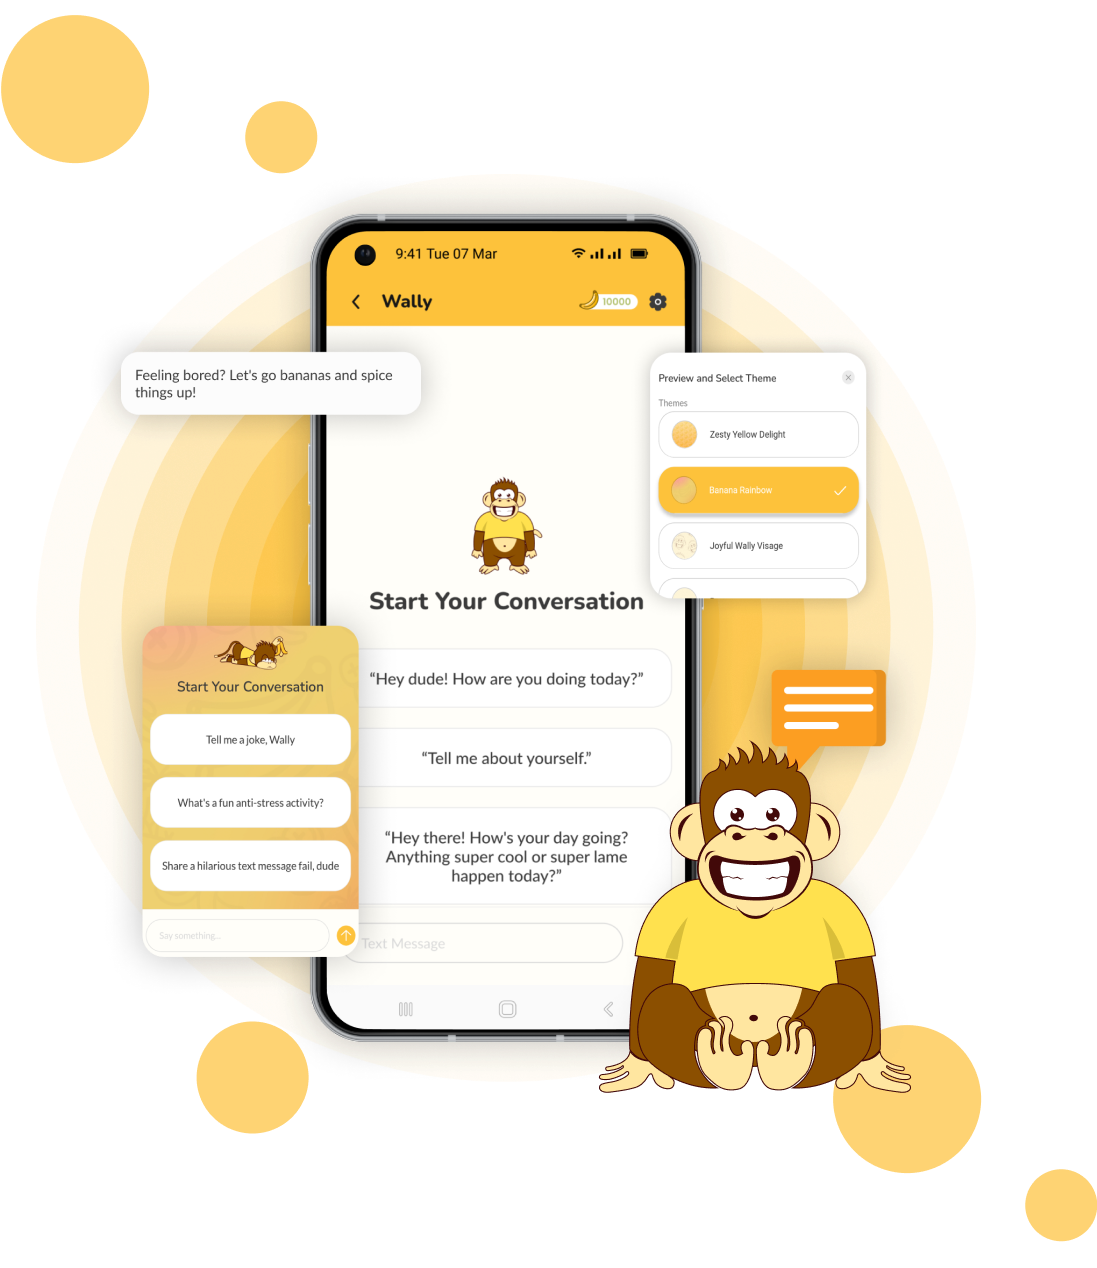 9:41 Tue 07 Mar
Wally
10000
Feeling bored? Let's go bananas and spice
things up!
Preview and Select Theme
Themes
Zesty Yellow Delight
Banana Rainbow
Joyful Wally Visage
Start Your Conversation
“Hey dude! How are you doing today?”
“Tell me about yourself.”
“Hey there! How's your day going?
Anything super cool or super lame
happen today?”
Text Message
Start Your Conversation
Tell me a joke, Wally
What's a fun anti-stress activity?
Share a hilarious text message fail, dude
Say something...